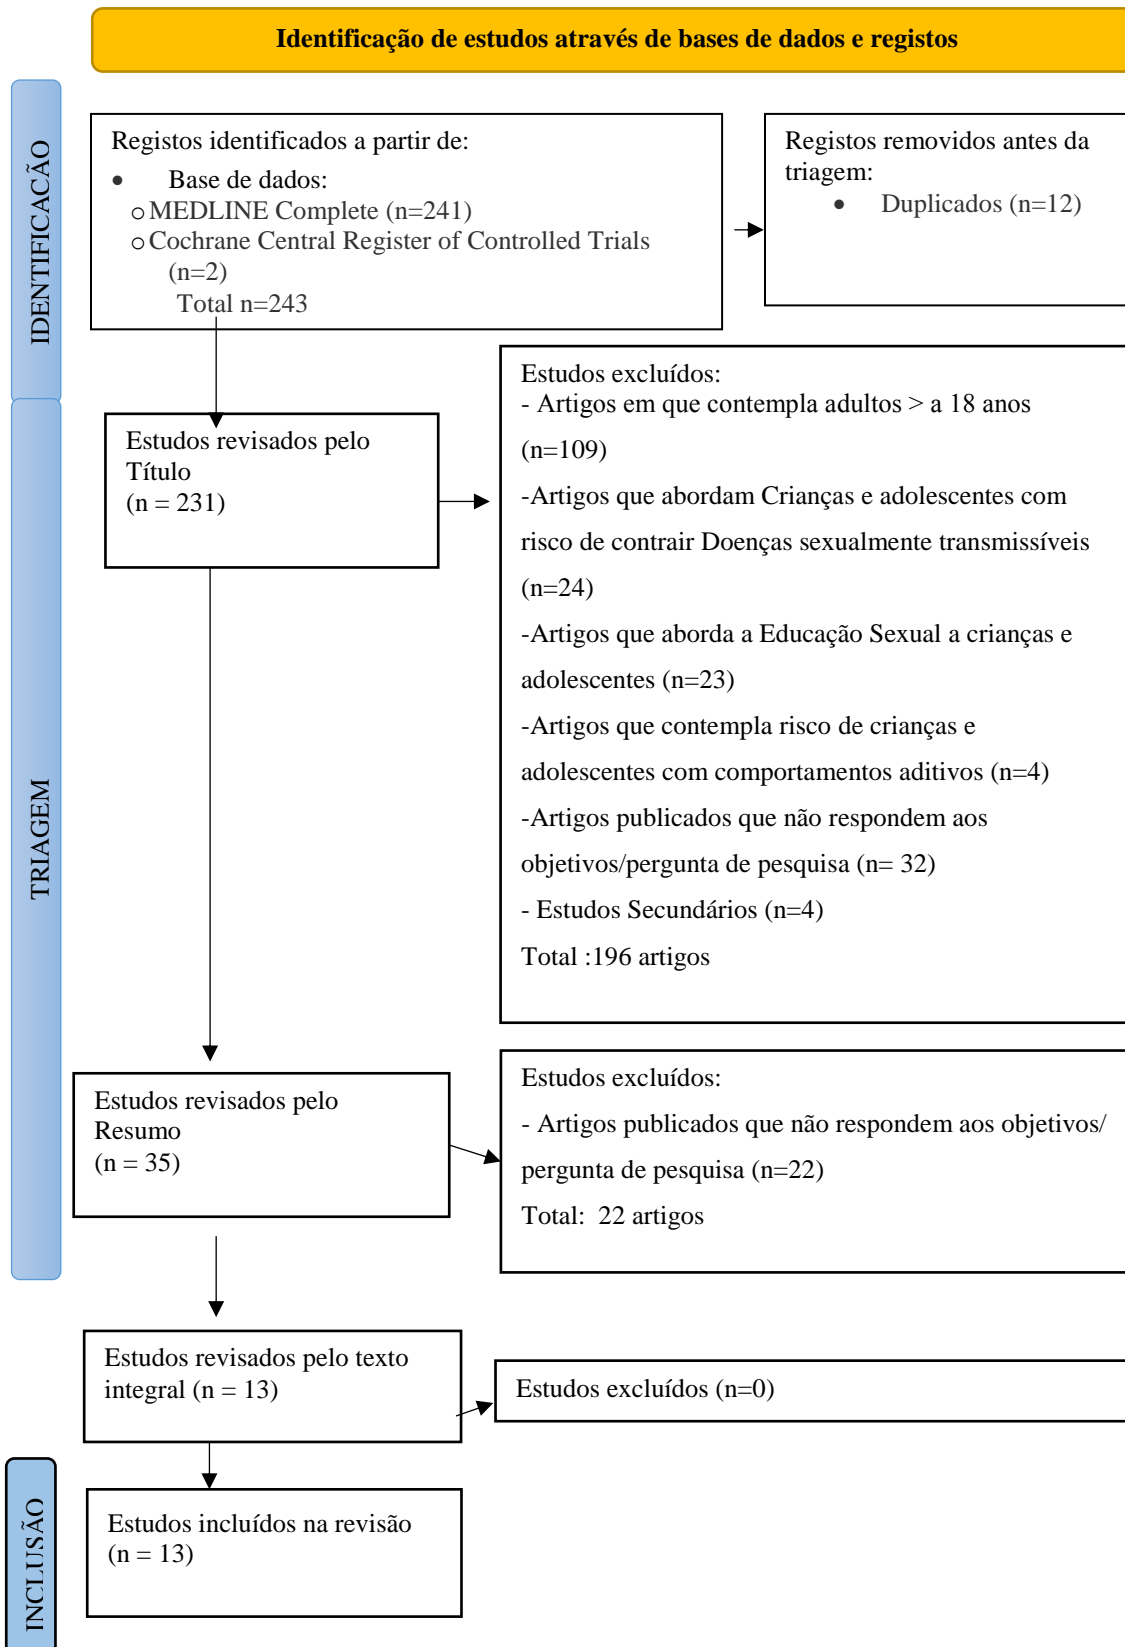 Identificação de estudos através de bases de dados e registos
IDENTIFICAÇÃO
Registos identificados a partir de:
• Base de dados:
o MEDLINE Complete (n=241)
o Cochrane Central Register of Controlled Trials
(n=2)
Total n=243
Registos removidos antes da
triagem:
• Duplicados (n=12)
TRIAGEM
Estudos revisados pelo
Título
(n = 231)
Estudos excluídos:
- Artigos em que contempla adultos > a 18 anos
(n=109)
-Artigos que abordam Crianças e adolescentes com
risco de contrair Doenças sexualmente transmissíveis
(n=24)
-Artigos que aborda a Educação Sexual a crianças e
adolescentes (n=23)
-Artigos que contempla risco de crianças e
adolescentes com comportamentos aditivos (n=4)
-Artigos publicados que não respondem aos
objetivos/pergunta de pesquisa (n= 32)
- Estudos Secundários (n=4)
Total :196 artigos
Estudos revisados pelo
Resumo
(n = 35)
Estudos excluídos:
- Artigos publicados que não respondem aos objetivos/
pergunta de pesquisa (n=22)
Total: 22 artigos
Estudos revisados pelo texto
integral (n = 13)
Estudos excluídos (n=0)
INCLUSÃO
Estudos incluídos na revisão
(n = 13)